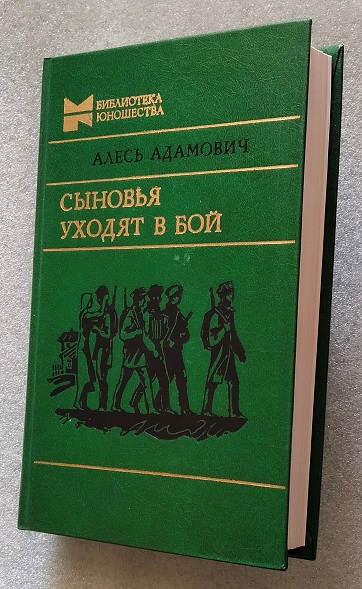 БИБЛИОТЕКА
ЮНОШЕСТВА
АЛЕСЬ АДАМОВИЧ
СЫНОВЬЯ
УХОДЯТ В БОЙ